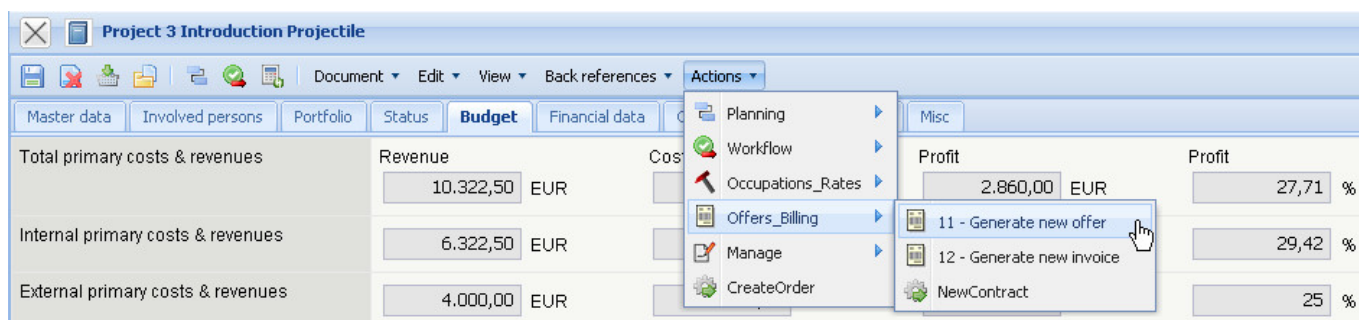 Project 3 Introduction Projectile
Document Edit View Back references Actions
Master data Involved persons Portfolio Status Budget Financial data Misc
Planning
Workflow
Occupations_Rates
Offers_Billing
Manage
CreateOrder
11 - Generate new offer
12 - Generate new invoice
NewContract
Total primary costs & revenues Revenue Profit Profit
10.322,50 EUR 2.860,00 EUR 27,71 %
Internal primary costs & revenues 6.322,50 EUR 29,42 %
External primary costs & revenues 4.000,00 EUR 25 %